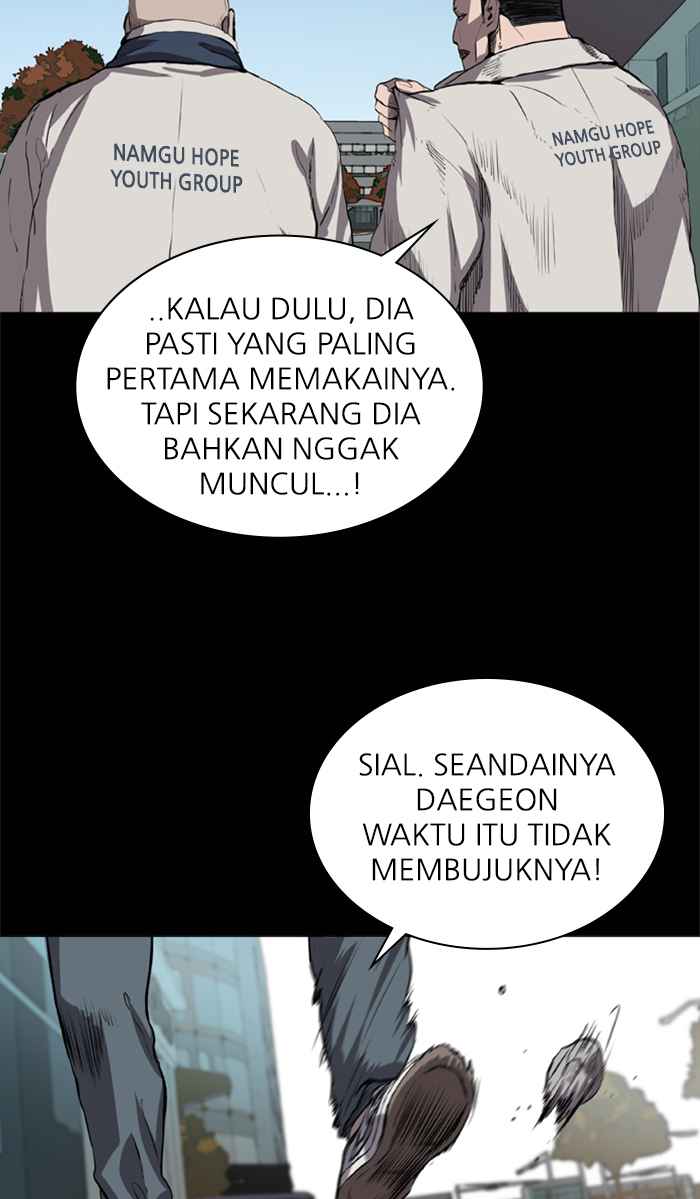 NAMGU HOPE
YOUTH GROUP
NAMGU HOPE
YOUTH GROUP
..KALAU DULU, DIA
PASTI YANG PALING
PERTAMA MEMAKAINYA.
TAPI SEKARANG DIA
BAHKAN NGGAK
MUNCUL...!
SIAL. SEANDAINYA
DAEGEON
WAKTU ITU TIDAK
MEMBUJUKNYA!